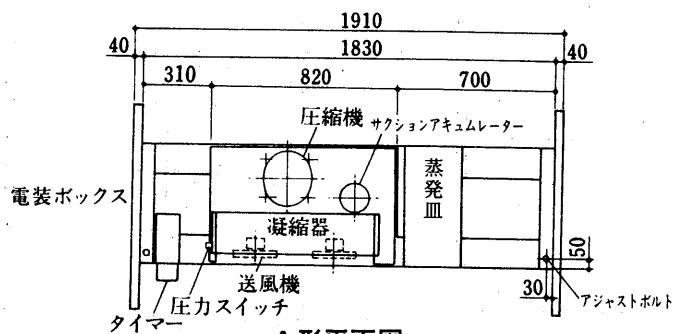 1910
40
1830
40
310
820
700
圧縮機
サクションアキュムレーター
電装ボックス
蒸発皿
凝縮器
送風機
圧力スイッチ
タイマー
50
30
アジャストボルト